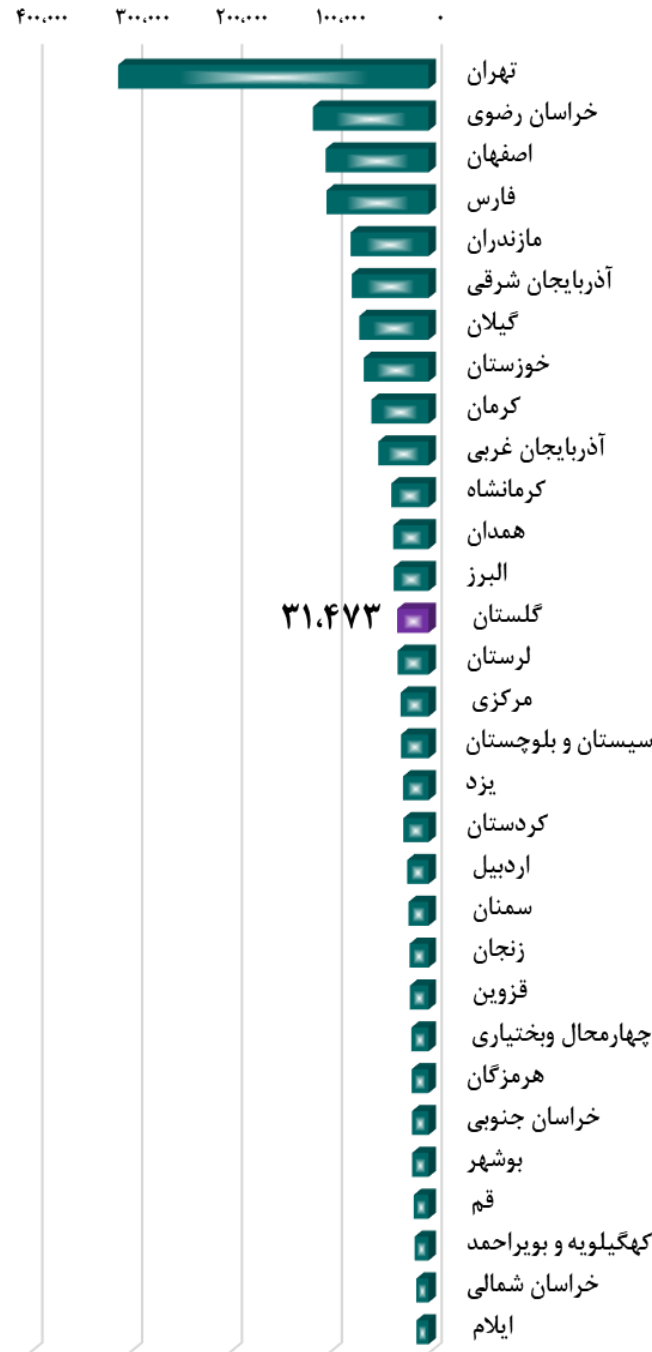 ۴۰۰،۰۰۰ ۳۰۰،۰۰۰ ۲۰۰،۰۰۰ ۱۰۰،۰۰۰ ۰
تهران
خراسان رضوی
اصفهان
فارس
مازندران
آذربایجان شرقی
گیلان
خوزستان
کرمان
آذربایجان غربی
کرمانشاه
همدان
البرز
گلستان ۳۱،۴۷۳
لرستان
مرکزی
سیستان و بلوچستان
یزد
کردستان
اردبیل
سمنان
زنجان
قزوین
چهارمحال وبختیاری
هرمزگان
خراسان جنوبی
بوشهر
قم
کهگیلویه و بویراحمد
خراسان شمالی
ایلام